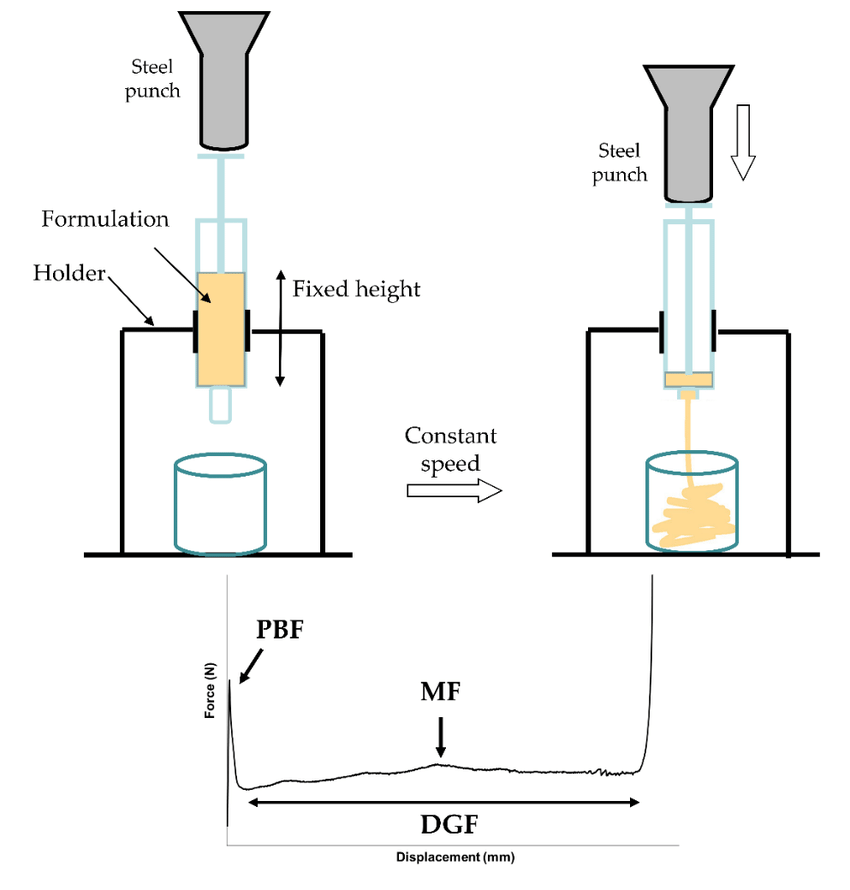 Steel
punch
Formulation
Holder
Fixed height
Constant
speed
Steel
punch
PBF
MF
DGF
Force (N)
Displacement (mm)